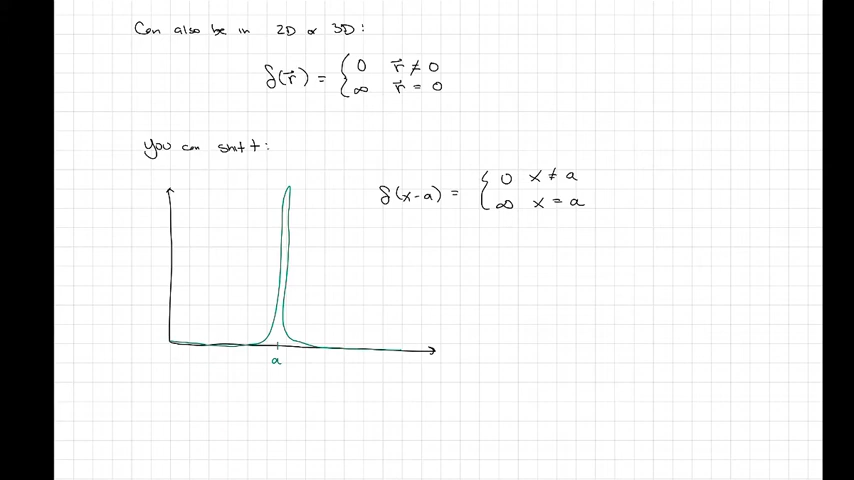 Can also be in 2D or 3D:
δ(r⃗) = { 0 r⃗ ≠ 0
∞ r⃗ = 0
You can shift:
δ(x-a) = { 0 x ≠ a
∞ x = a
a